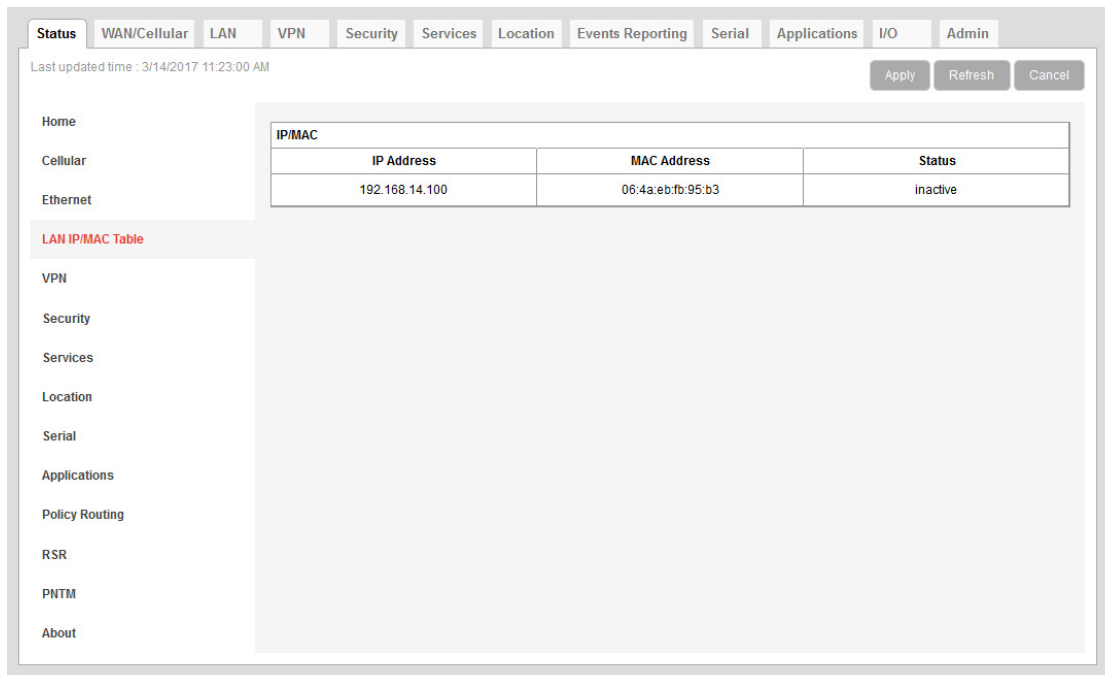 Status WAN/Cellular LAN VPN Security Services Location Events Reporting Serial Applications I/O Admin
Last updated time : 3/14/2017 11:23:00 AM
Apply Refresh Cancel
Home
Cellular
Ethernet
LAN IP/MAC Table
VPN
Security
Services
Location
Serial
Applications
Policy Routing
RSR
PNTM
About
IP/MAC
IP Address MAC Address Status
192.168.14.100 06:4a:eb:fb:95:b3 inactive